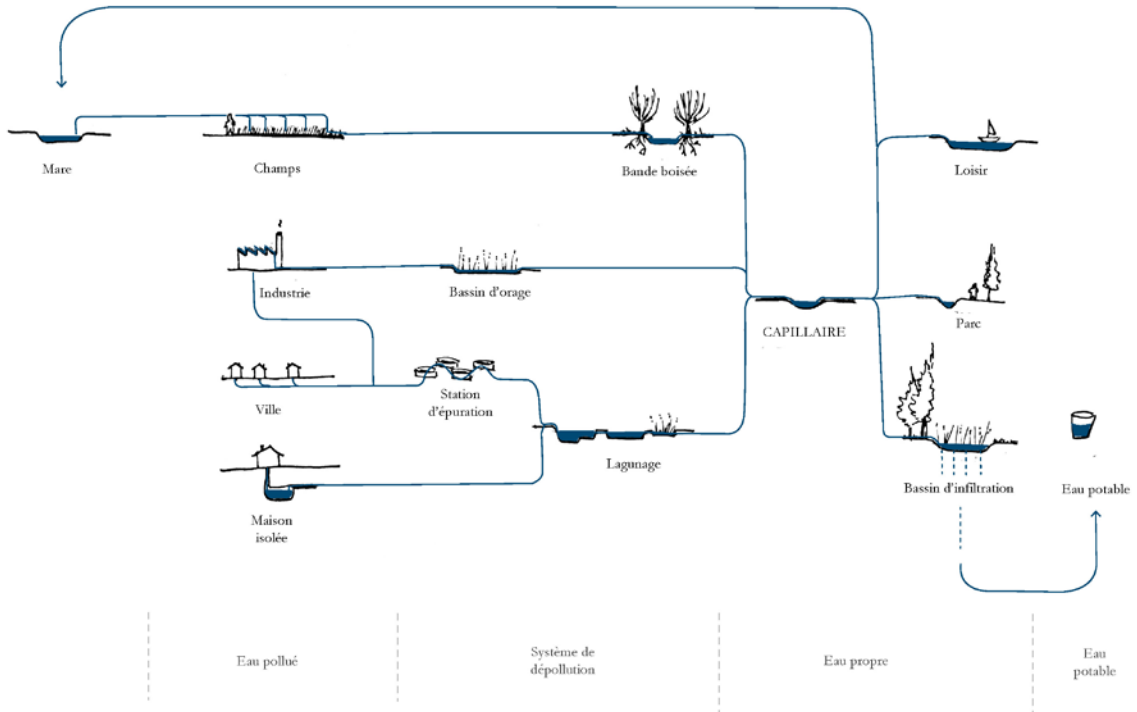 Mare
Champs
Bande boisée
Loisir
Industrie
Bassin d'orage
CAPILLAIRE
Parc
Ville
Station
d'épuration
Lagunage
Maison
isolée
Bassin d'infiltration
Eau potable
Eau pollué
Système de
dépollution
Eau propre
Eau
potable